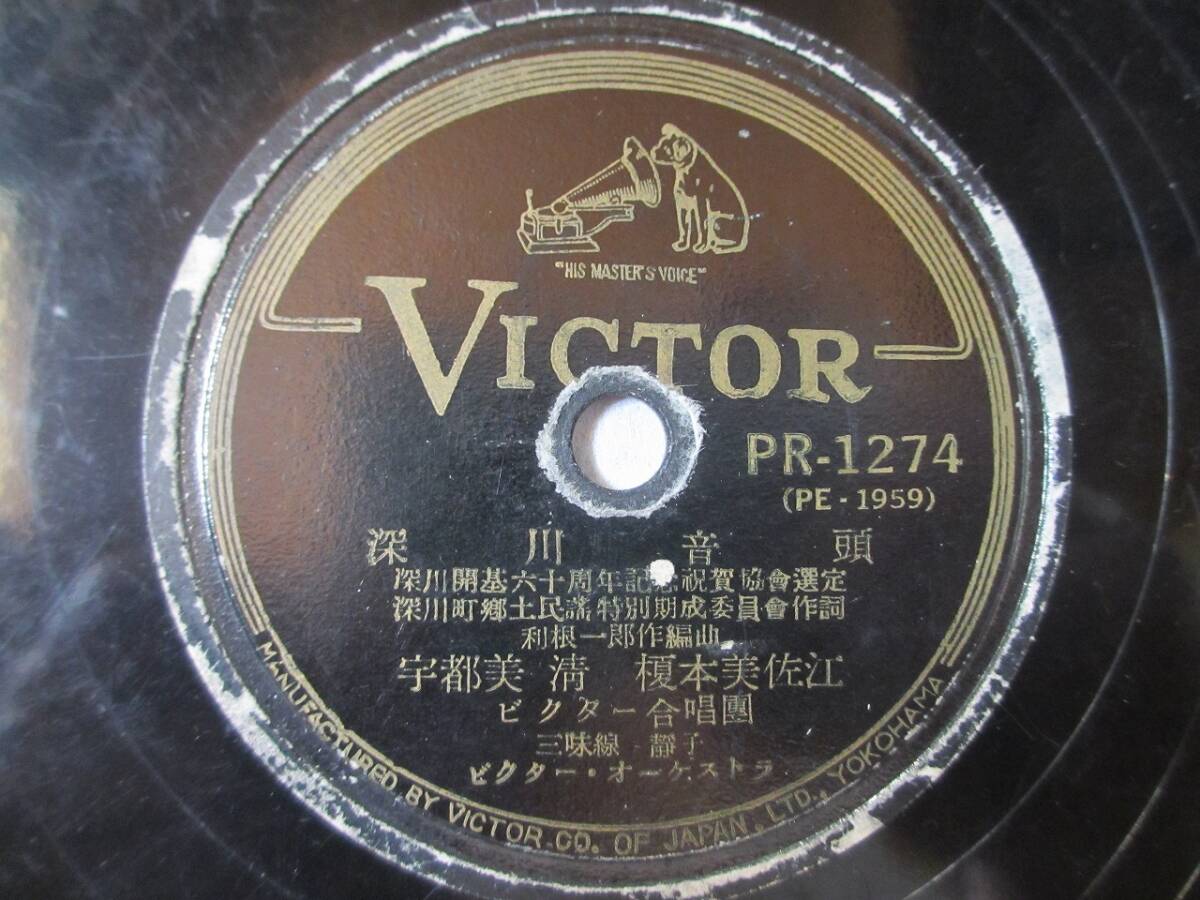 "HIS MASTER'S VOICE"
VICTOR
PR-1274
(PE-1959)
深川音頭
深川開基六十周年記念祝賀協會選定
深川町鄕土民謠特別期成委員會作詞
利根一郎作編曲
宇都美淸 榎本美佐江
ビクター合唱團
三味線 靜子
ビクター・オーケストラ
MANUFACTURED BY VICTOR CO. OF JAPAN, LTD., YOKOHAMA